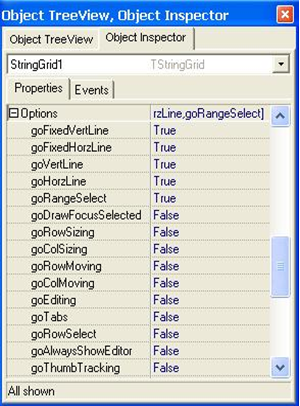 Object TreeView, Object Inspector
Object TreeView Object Inspector
StringGrid1 TStringGrid
Properties Events
Options rzLine,goRangeSelect]
goFixedVertLine True
goFixedHorzLine True
goVertLine True
goHorzLine True
goRangeSelect True
goDrawFocusSelected False
goRowSizing False
goColSizing False
goRowMoving False
goColMoving False
goEditing False
goTabs False
goRowSelect False
goAlwaysShowEditor False
goThumbTracking False
All shown